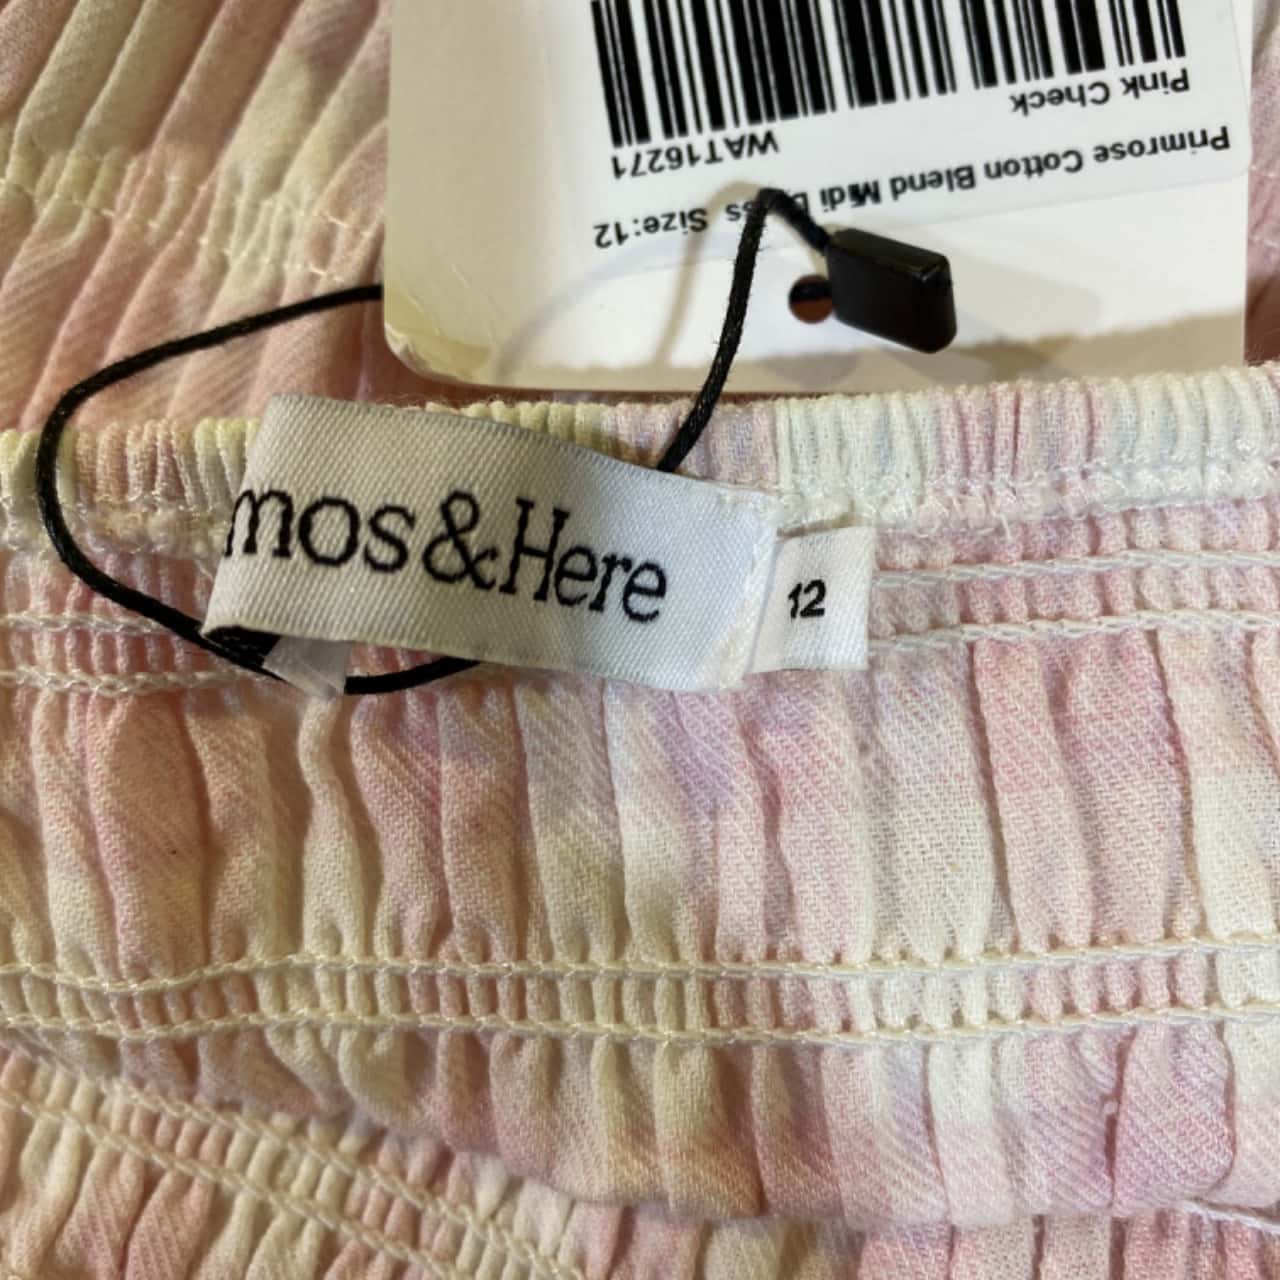 Primrose Cotton Blend Midi Dress Size:12
Pink Check
WAT16271
mos&Here
12